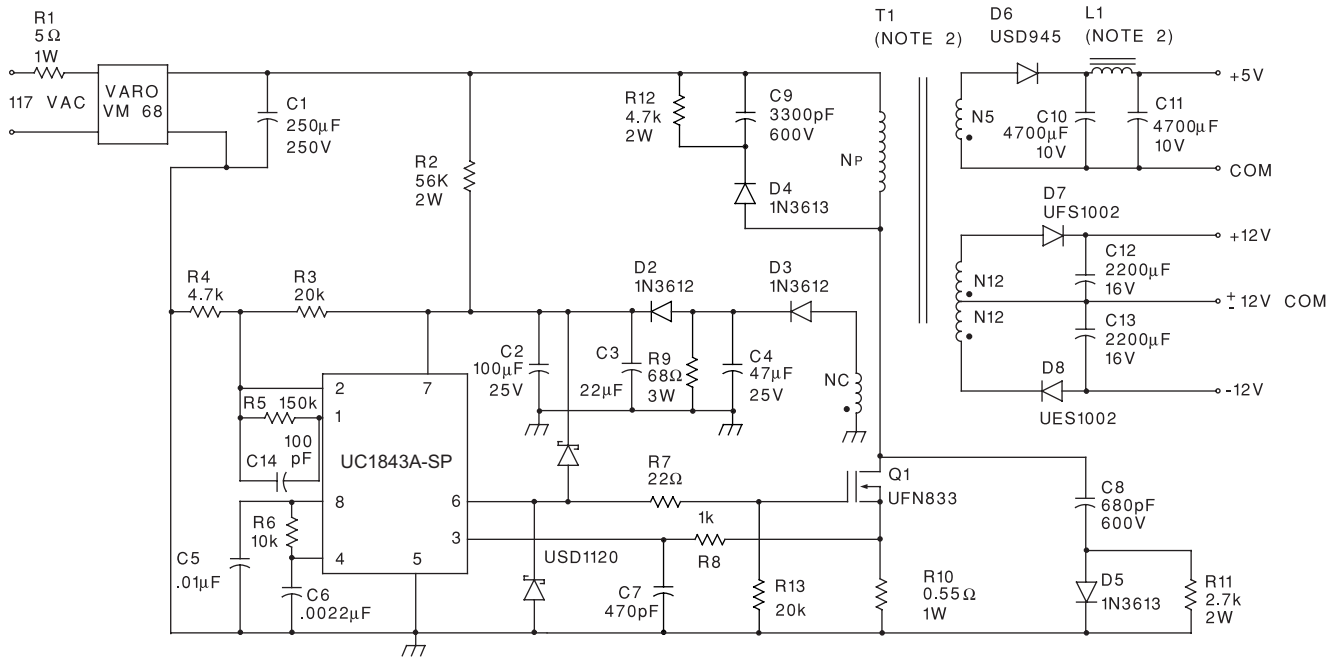 R1
5Ω
1W
117 VAC
VARO
VM 68
C1
250µF
250V
R2
56K
2W
R12
4.7k
2W
C9
3300pF
600V
D4
1N3613
NP
T1
(NOTE 2)
D6
USD945
L1
(NOTE 2)
+5V
N5
C10
4700µF
10V
C11
4700µF
10V
COM
D7
UFS1002
+12V
N12
N12
C12
2200µF
16V
± 12V COM
C13
2200µF
16V
D8
UES1002
-12V
R4
4.7k
R3
20k
D2
1N3612
D3
1N3612
C2
100µF
25V
C3
22µF
R9
68Ω
3W
C4
47µF
25V
NC
2
7
R5 150k
1
100
pF
C14
UC1843A-SP
8
6
R6
10k
3
4
5
C5
.01µF
C6
.0022µF
USD1120
R7
22Ω
1k
R8
C7
470pF
R13
20k
Q1
UFN833
R10
0.55Ω
1W
C8
680pF
600V
D5
1N3613
R11
2.7k
2W